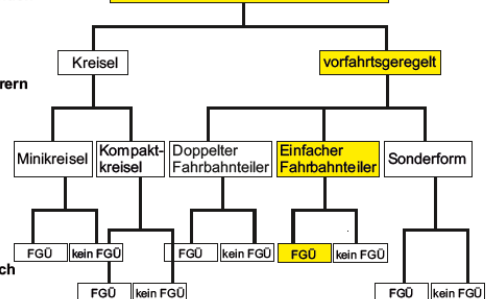 Kreisel
vorfahrtsgeregelt
rern
Minikreisel
Kompakt-
kreisel
Doppelter
Fahrbahnteiler
Einfacher
Fahrbahnteiler
Sonderform
FGÜ
kein FGÜ
FGÜ
kein FGÜ
FGÜ
kein FGÜ
ch
FGÜ
kein FGÜ
FGÜ
kein FGÜ